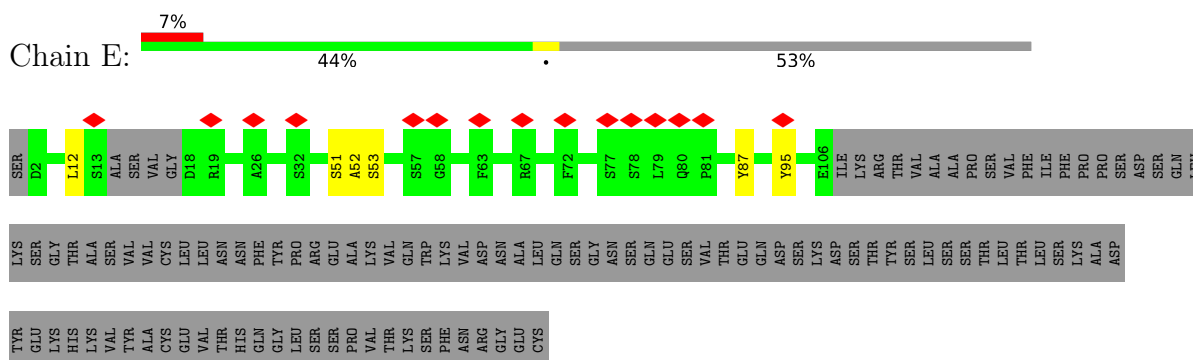 7%
Chain E:
44% • 53%
SER D2 L12 S13 ALA SER VAL GLY D18 R19 A26 S32 S51 A52 S53 S57 G58 F63 R67 F72 S77 S78 L79 Q80 P81 Y87 Y95 E106 ILE LYS ARG THR VAL ALA ALA PRO SER VAL PHE ILE PHE PRO PRO SER ASP SER GLN LEU
LYS SER GLY THR ALA SER VAL VAL CYS LEU LEU ASN ASN PHE TYR PRO ARG GLU ALA LYS VAL GLN TRP LYS VAL ASP ASN ALA LEU GLN SER GLY ASN SER GLN GLU SER VAL THR GLU GLN ASP SER LYS ASP SER THR TYR SER LEU SER SER THR LEU THR LEU SER LYS ALA ASP
TYR GLU LYS HIS LYS VAL TYR ALA CYS GLU VAL THR HIS GLN GLY LEU SER SER PRO VAL THR LYS SER PHE ASN ARG GLY GLU CYS